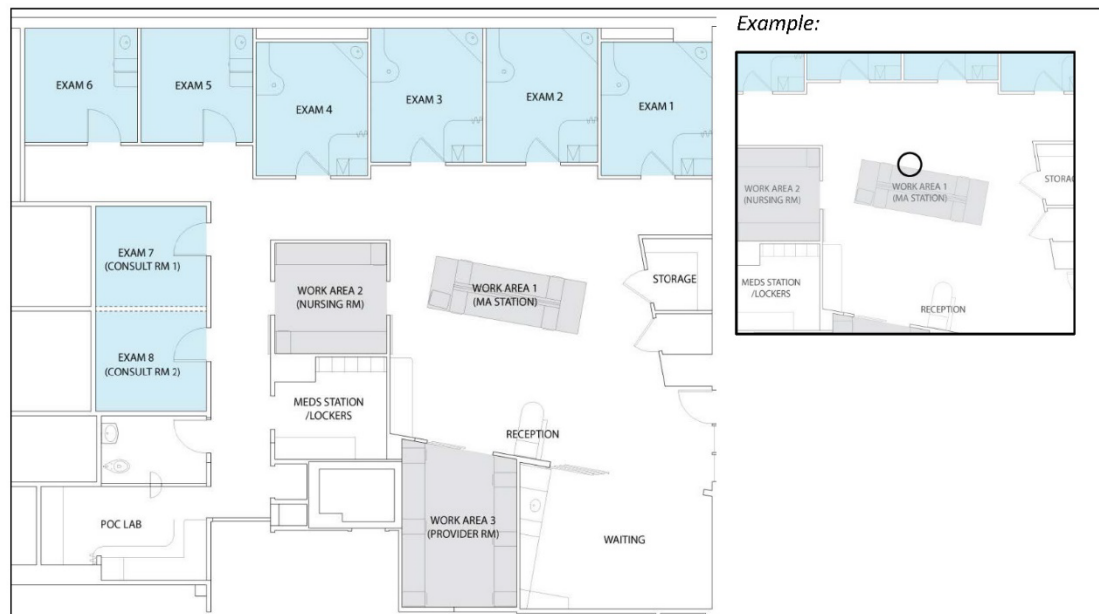 Example:
EXAM 6
EXAM 5
EXAM 4
EXAM 3
EXAM 2
EXAM 1
EXAM 7
(CONSULT RM 1)
WORK AREA 2
(NURSING RM)
WORK AREA 1
(MA STATION)
STORAGE
EXAM 8
(CONSULT RM 2)
MEDS STATION
/LOCKERS
RECEPTION
POC LAB
WORK AREA 3
(PROVIDER RM)
WAITING
WORK AREA 2
(NURSING RM)
WORK AREA 1
(MA STATION)
STORAG
MEDS STATION
/LOCKERS
RECEPTION